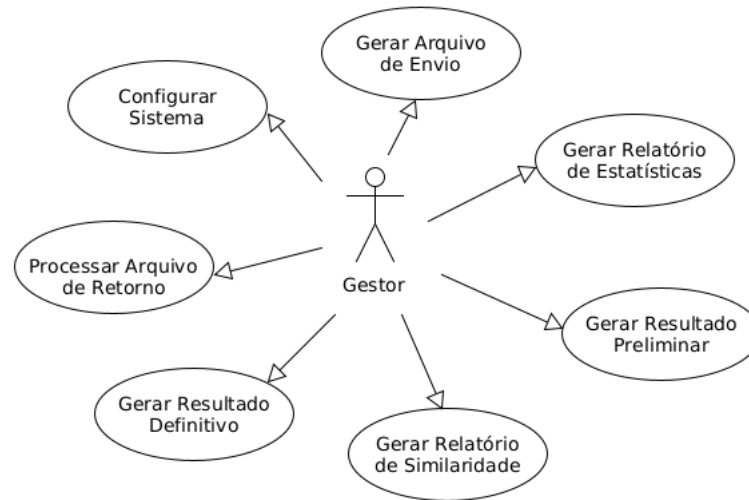 Gerar Arquivo
de Envio
Configurar
Sistema
Gerar Relatório
de Estatísticas
Processar Arquivo
de Retorno
Gestor
Gerar Resultado
Preliminar
Gerar Resultado
Definitivo
Gerar Relatório
de Similaridade